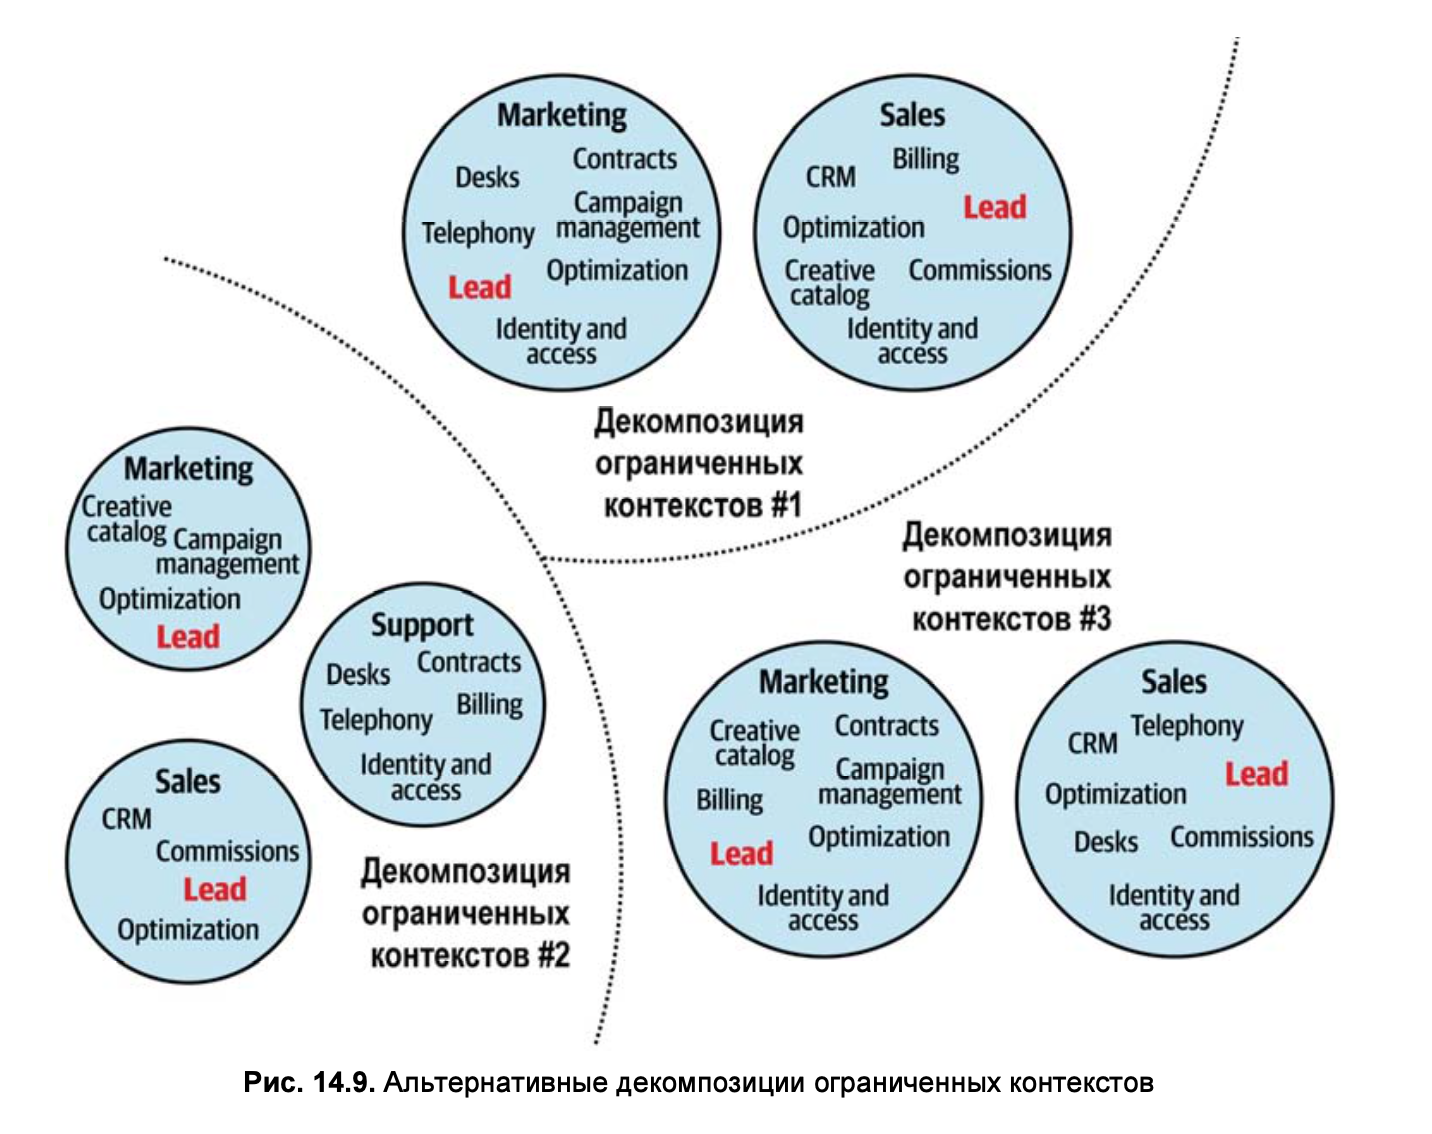 Marketing
Desks
Contracts
Campaign
management
Telephony
Optimization
Lead
Identity and
access
Sales
Billing
CRM
Lead
Optimization
Creative
catalog
Commissions
Identity and
access
Декомпозиция
ограниченных
контекстов #1
Marketing
Creative
catalog
Campaign
management
Optimization
Lead
Support
Desks
Contracts
Telephony
Billing
Identity and
access
Sales
CRM
Commissions
Lead
Optimization
Декомпозиция
ограниченных
контекстов #2
Декомпозиция
ограниченных
контекстов #3
Marketing
Creative
catalog
Contracts
Campaign
management
Billing
Optimization
Lead
Identity and
access
Sales
Telephony
CRM
Lead
Optimization
Desks
Commissions
Identity and
access
Рис. 14.9. Альтернативные декомпозиции ограниченных контекстов